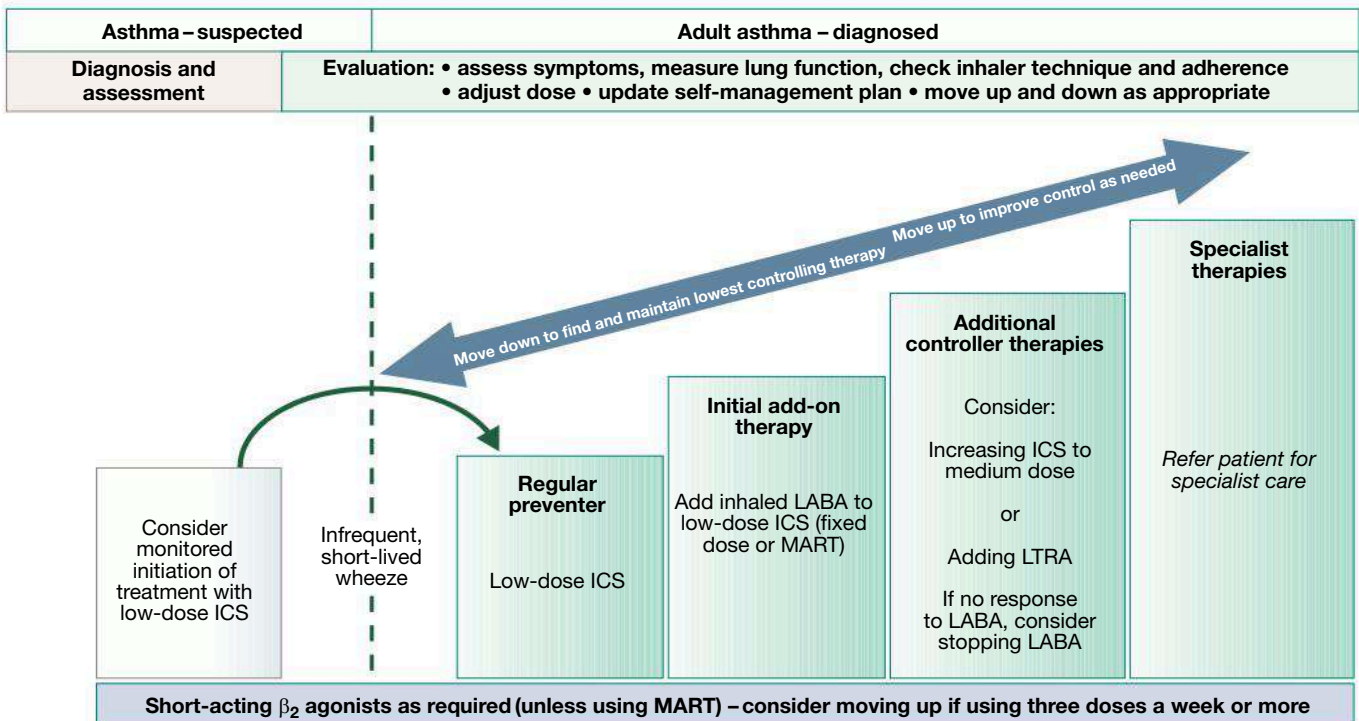 Asthma – suspected
Adult asthma – diagnosed
Diagnosis and
assessment
Evaluation: • assess symptoms, measure lung function, check inhaler technique and adherence
• adjust dose • update self-management plan • move up and down as appropriate
Move down to find and maintain lowest controlling therapy
Move up to improve control as needed
Consider
monitored
initiation of
treatment with
low-dose ICS
Infrequent,
short-lived
wheeze
Regular
preventer
Low-dose ICS
Initial add-on
therapy
Add inhaled LABA to
low-dose ICS (fixed
dose or MART)
Additional
controller therapies
Consider:
Increasing ICS to
medium dose
or
Adding LTRA
If no response
to LABA, consider
stopping LABA
Specialist
therapies
Refer patient for
specialist care
Short-acting β₂ agonists as required (unless using MART) – consider moving up if using three doses a week or more